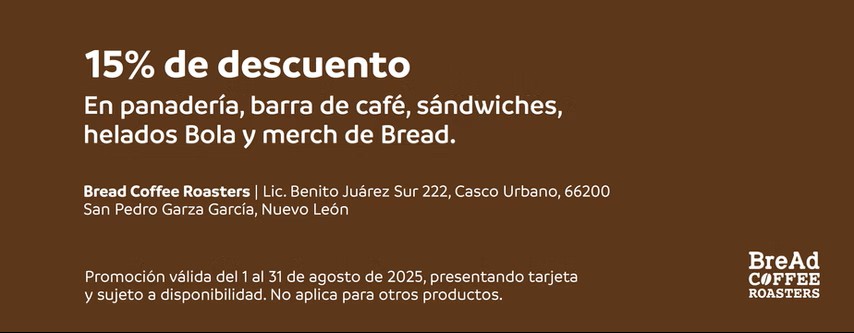 15% de descuento
En panadería, barra de café, sándwiches,
helados Bola y merch de Bread.
Bread Coffee Roasters | Lic. Benito Juárez Sur 222, Casco Urbano, 66200
San Pedro Garza García, Nuevo León
Promoción válida del 1 al 31 de agosto de 2025, presentando tarjeta
y sujeto a disponibilidad. No aplica para otros productos.
BreAd
COFFEE
ROASTERS